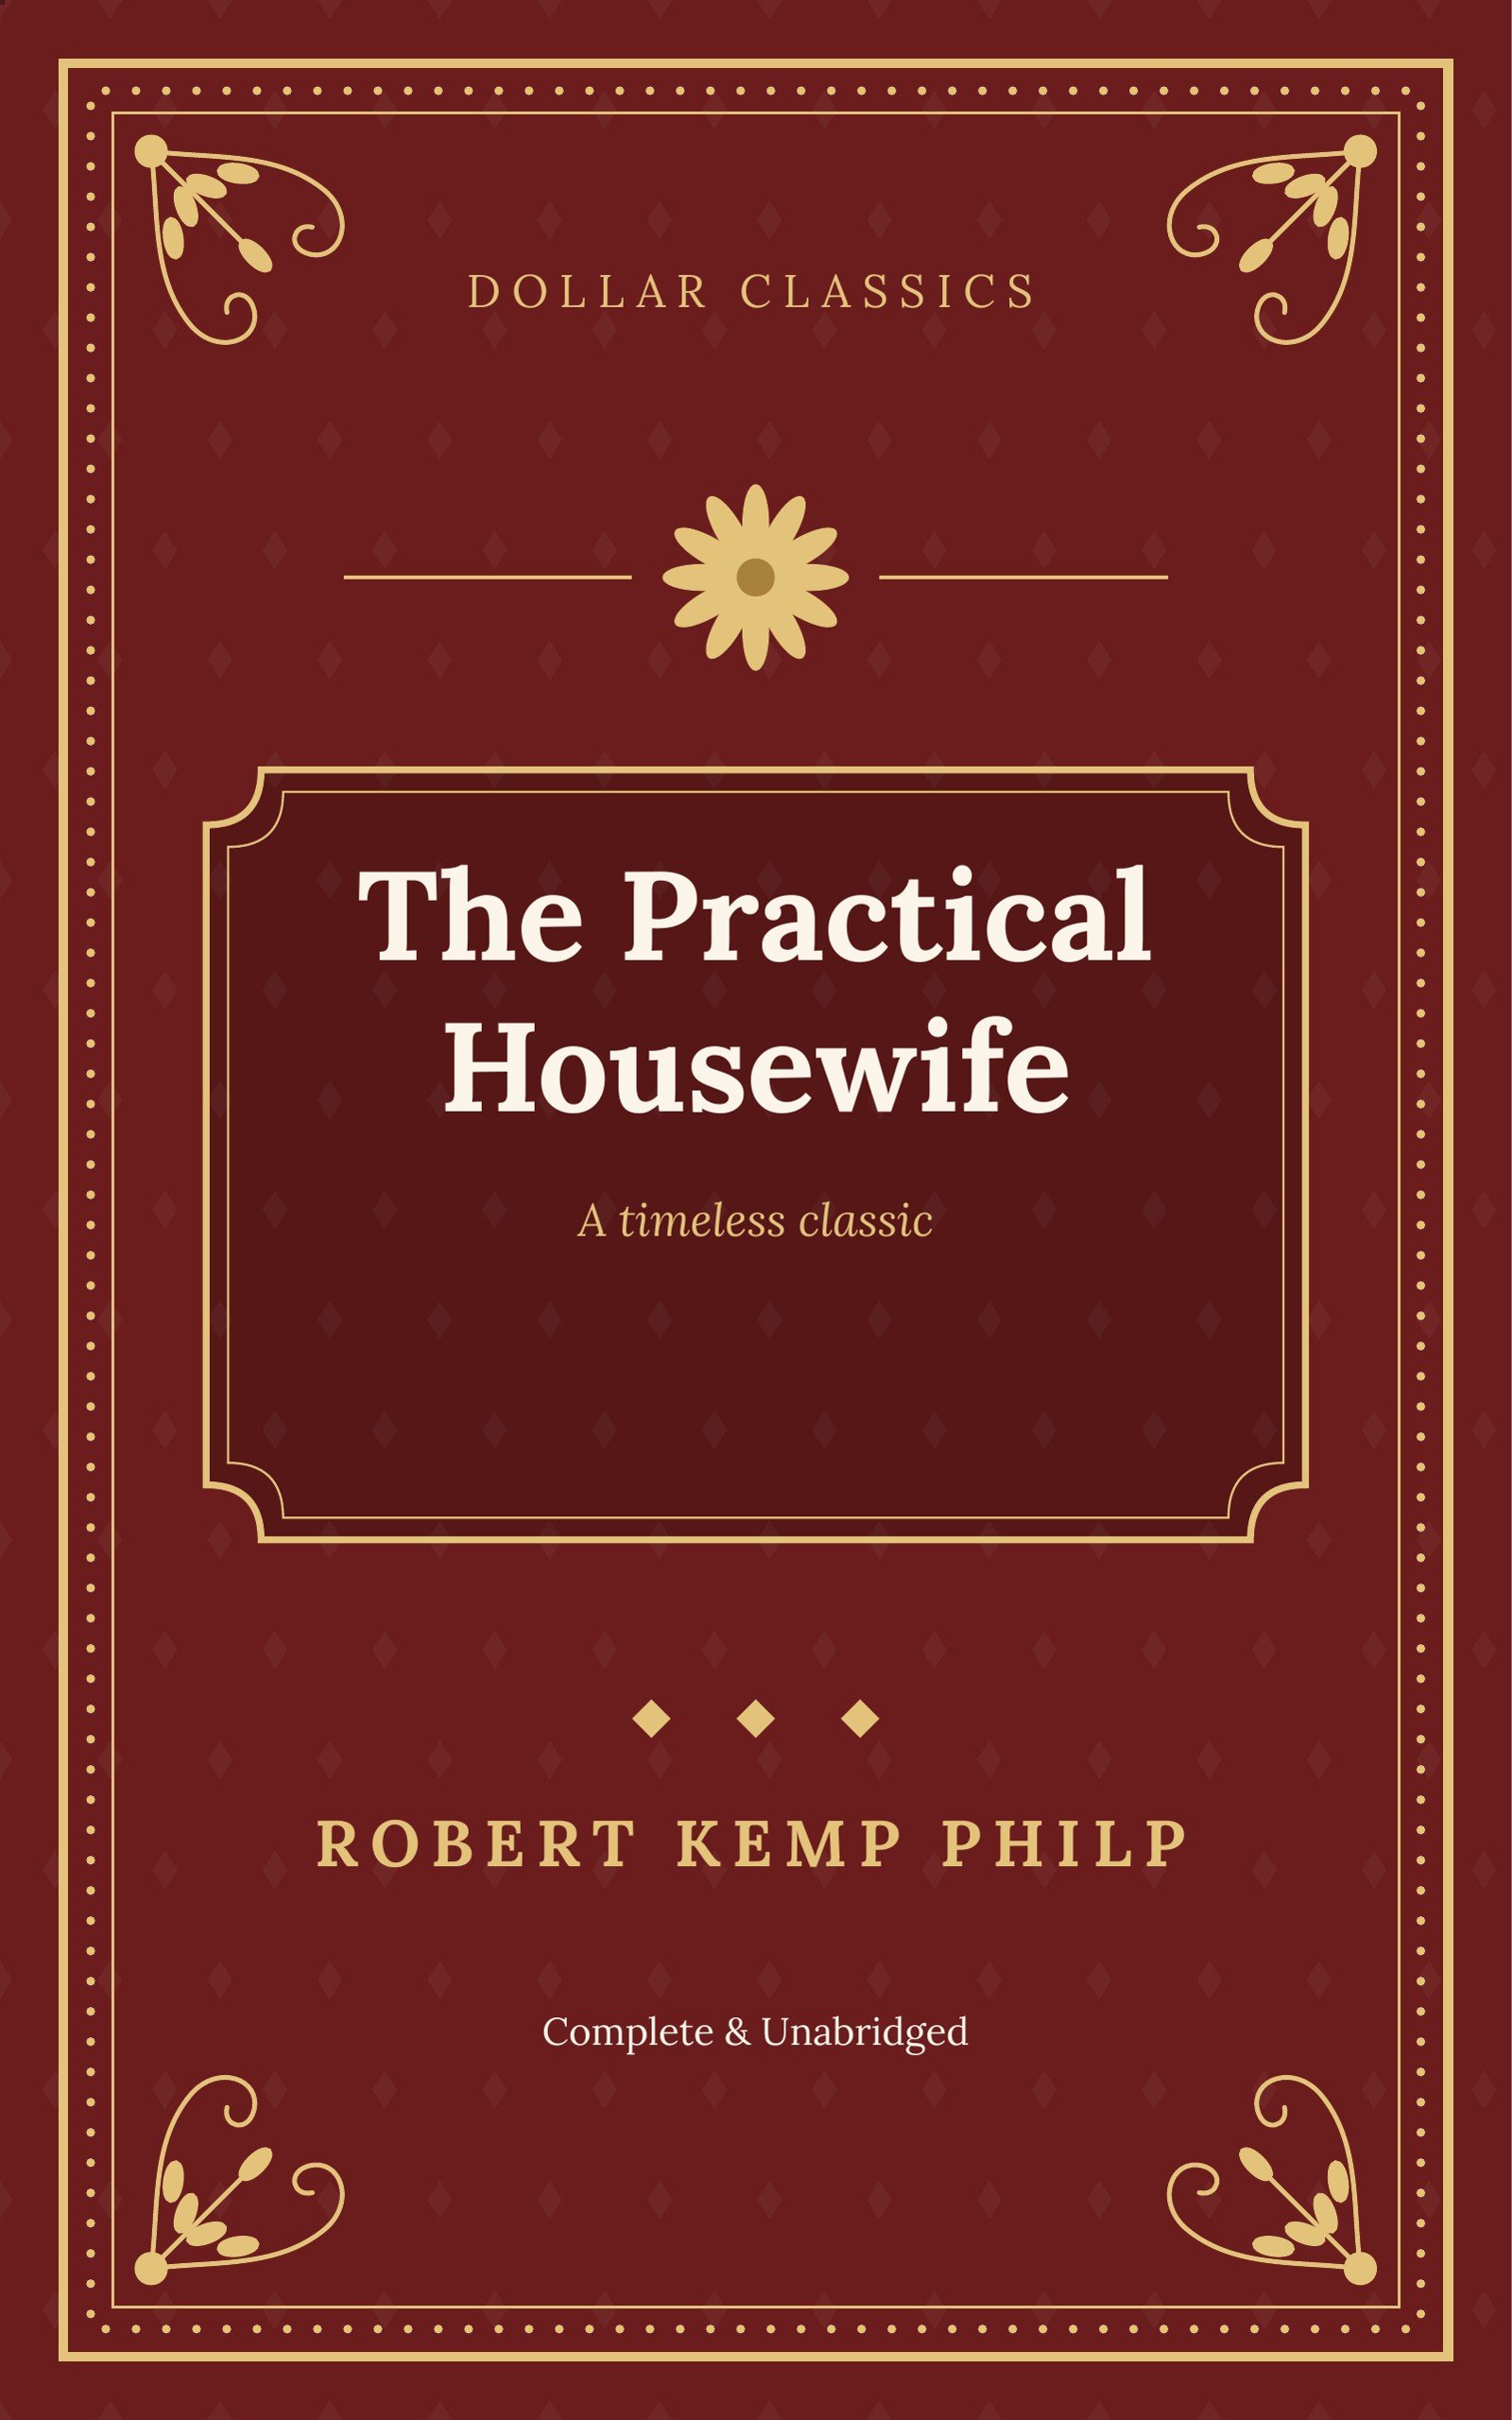 DOLLAR CLASSICS
The Practical
Housewife
A timeless classic
ROBERT KEMP PHILP
Complete & Unabridged